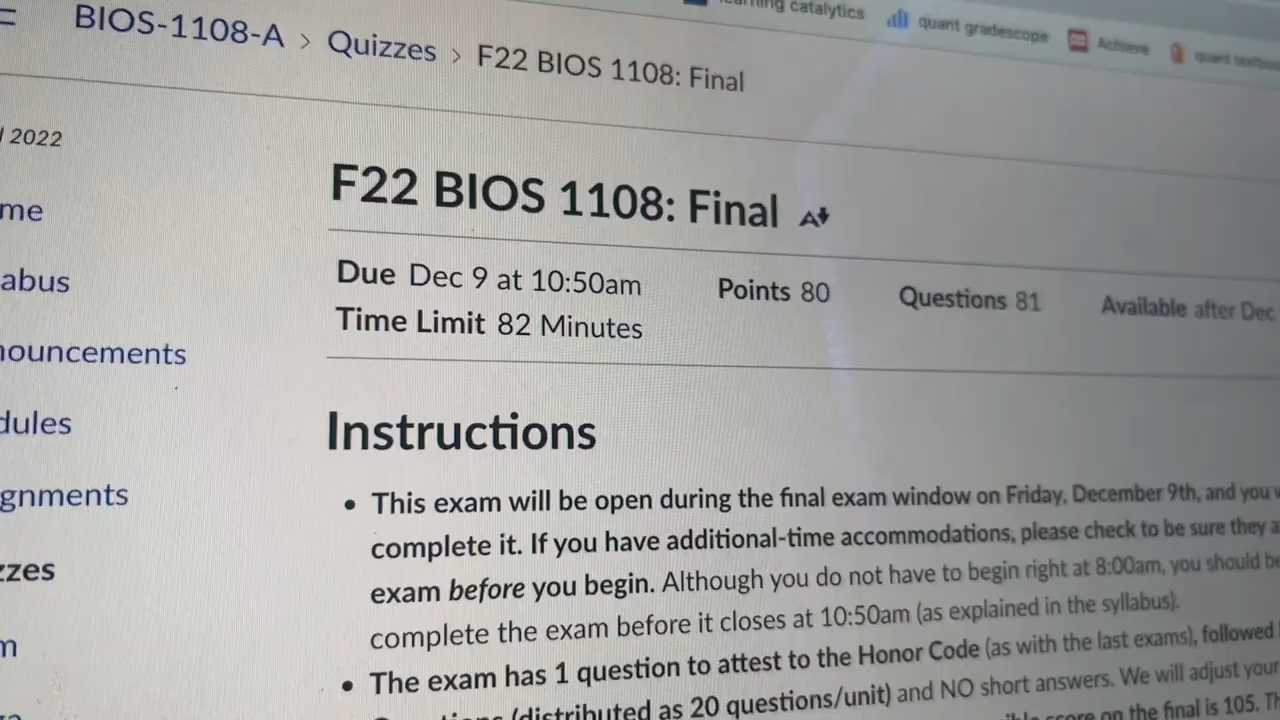 learning catalytics quant gradescope Achieve quant
BIOS-1108-A > Quizzes > F22 BIOS 1108: Final
2022
me
abus
nouncements
dules
gnments
zzes
m
F22 BIOS 1108: Final
Due Dec 9 at 10:50am Points 80 Questions 81 Available after Dec
Time Limit 82 Minutes
Instructions
• This exam will be open during the final exam window on Friday, December 9th, and you
complete it. If you have additional-time accommodations, please check to be sure they a
exam before you begin. Although you do not have to begin right at 8:00am, you should be
complete the exam before it closes at 10:50am (as explained in the syllabus).
• The exam has 1 question to attest to the Honor Code (as with the last exams), followed
(distributed as 20 questions/unit) and NO short answers. We will adjust your
score on the final is 105.